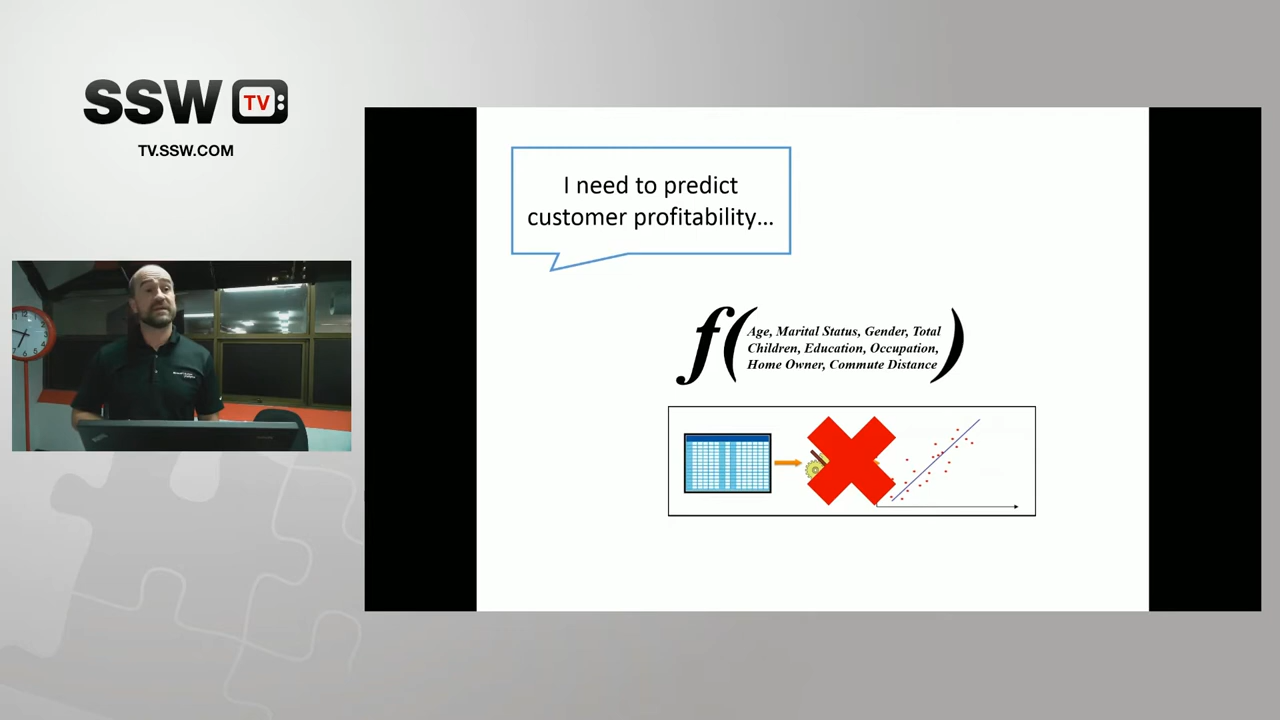 SSW TV
TV.SSW.COM
I need to predict
customer profitability...
f(Age, Marital Status, Gender, Total
Children, Education, Occupation,
Home Owner, Commute Distance)